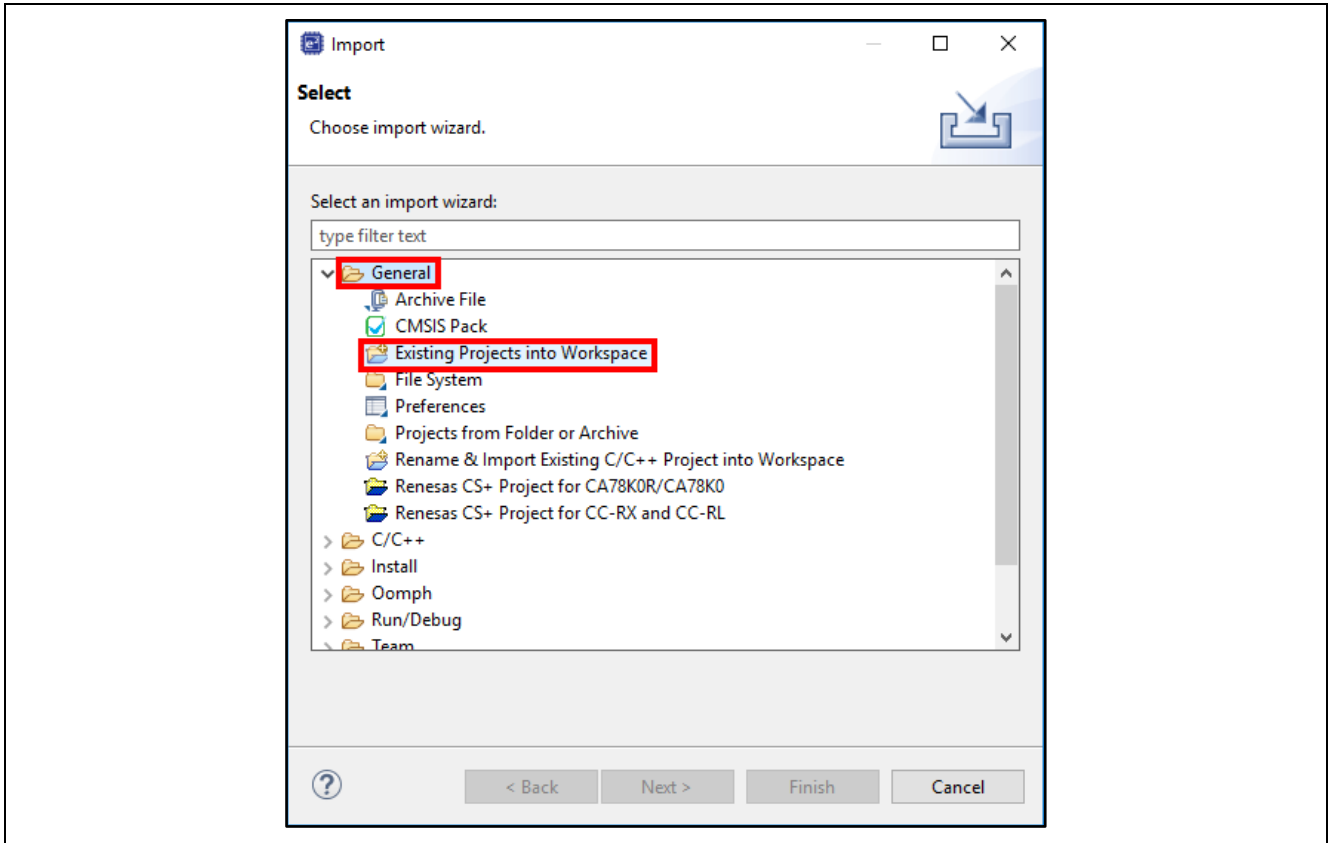 Import
Select
Choose import wizard.
Select an import wizard:
type filter text
General
Archive File
CMSIS Pack
Existing Projects into Workspace
File System
Preferences
Projects from Folder or Archive
Rename & Import Existing C/C++ Project into Workspace
Renesas CS+ Project for CA78K0R/CA78K0
Renesas CS+ Project for CC-RX and CC-RL
C/C++
Install
Oomph
Run/Debug
Team
? < Back Next > Finish Cancel